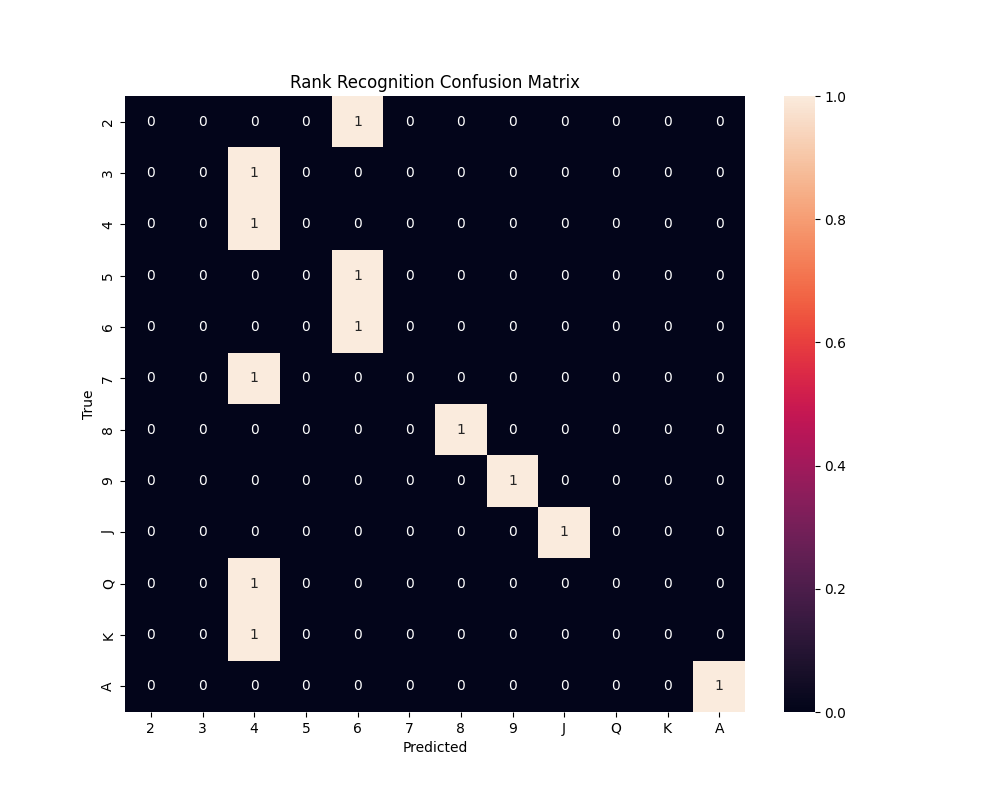 Rank Recognition Confusion Matrix
2 0 0 0 0 1 0 0 0 0 0 0 0
3 0 0 1 0 0 0 0 0 0 0 0 0
4 0 0 1 0 0 0 0 0 0 0 0 0
5 0 0 0 0 1 0 0 0 0 0 0 0
6 0 0 0 0 1 0 0 0 0 0 0 0
7 0 0 1 0 0 0 0 0 0 0 0 0
8 0 0 0 0 0 0 1 0 0 0 0 0
9 0 0 0 0 0 0 0 1 0 0 0 0
J 0 0 0 0 0 0 0 0 1 0 0 0
Q 0 0 1 0 0 0 0 0 0 0 0 0
K 0 0 1 0 0 0 0 0 0 0 0 0
A 0 0 0 0 0 0 0 0 0 0 0 1
True
2 3 4 5 6 7 8 9 J Q K A
Predicted
1.0
0.8
0.6
0.4
0.2
0.0